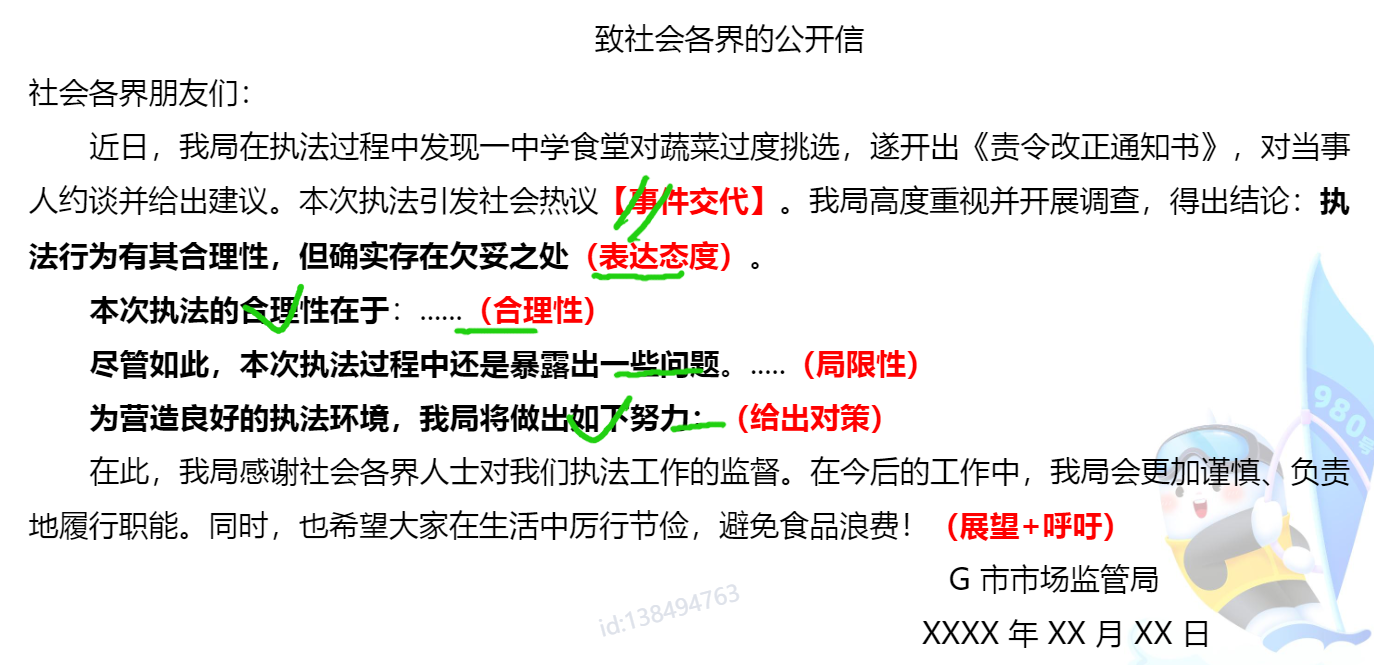 致社会各界的公开信
社会各界朋友们：
近日，我局在执法过程中发现一中学食堂对蔬菜过度挑选，遂开出《责令改正通知书》，对当事
人约谈并给出建议。本次执法引发社会热议【事件交代】。我局高度重视并开展调查，得出结论：执
法行为有其合理性，但确实存在欠妥之处（表达态度）。
本次执法的合理性在于：......（合理性）
尽管如此，本次执法过程中还是暴露出一些问题。.....（局限性）
为营造良好的执法环境，我局将做出如下努力：（给出对策）
在此，我局感谢社会各界人士对我们执法工作的监督。在今后的工作中，我局会更加谨慎、负责
地履行职能。同时，也希望大家在生活中厉行节俭，避免食品浪费！（展望+呼吁）
G 市市场监管局
XXXX 年 XX 月 XX 日
980号
id:138494763